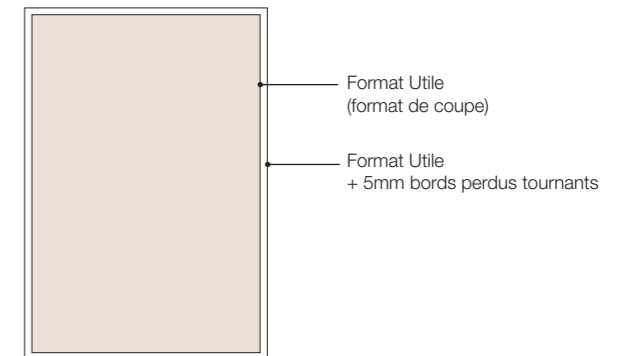 Format Utile
(format de coupe)
Format Utile
+ 5mm bords perdus tournants